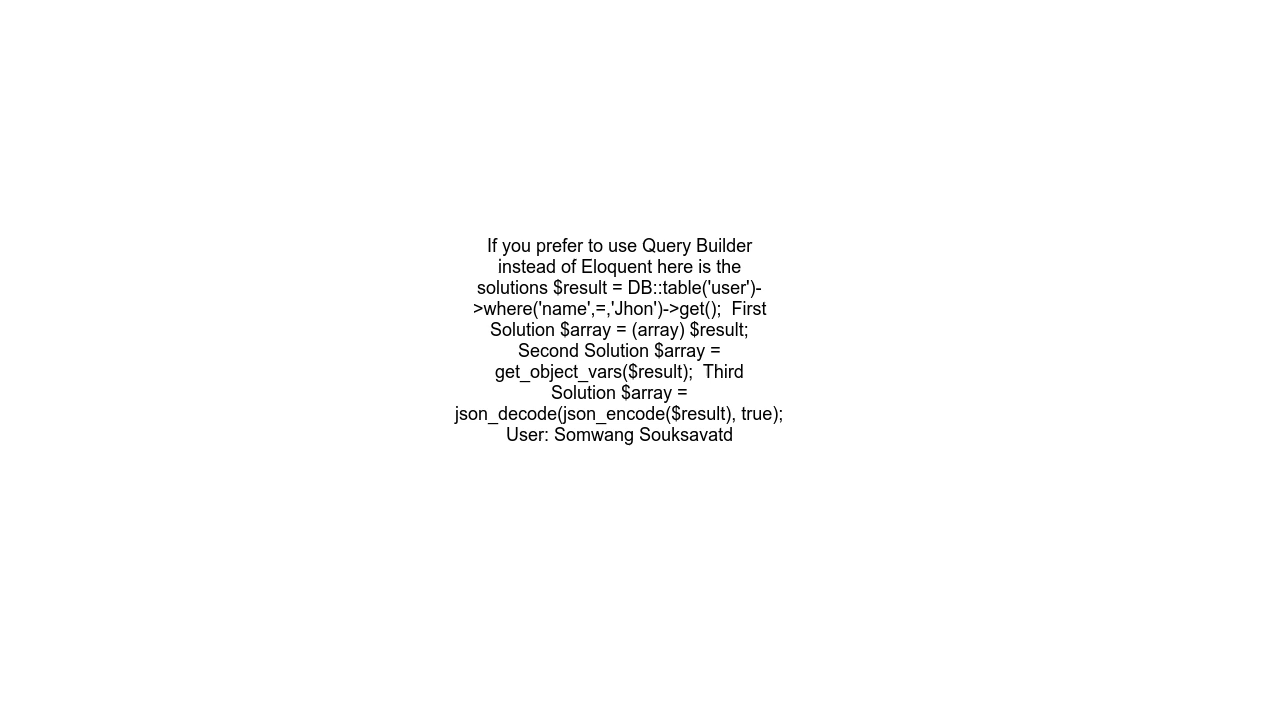 If you prefer to use Query Builder
instead of Eloquent here is the
solutions $result = DB::table('user')-
>where('name',=,'Jhon')->get();  First
Solution $array = (array) $result;
Second Solution $array =
get_object_vars($result);  Third
Solution $array =
json_decode(json_encode($result), true);
User: Somwang Souksavatd